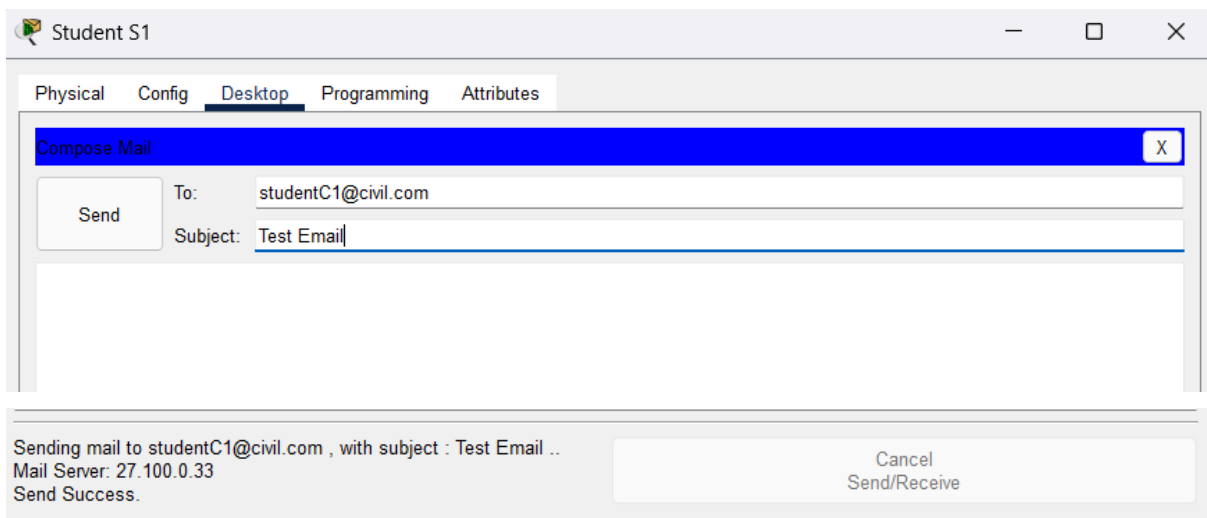 Student S1
Physical Config Desktop Programming Attributes
Compose Mail X
Send
To: studentC1@civil.com
Subject: Test Email
Sending mail to studentC1@civil.com , with subject : Test Email ..
Mail Server: 27.100.0.33
Send Success.
Cancel
Send/Receive